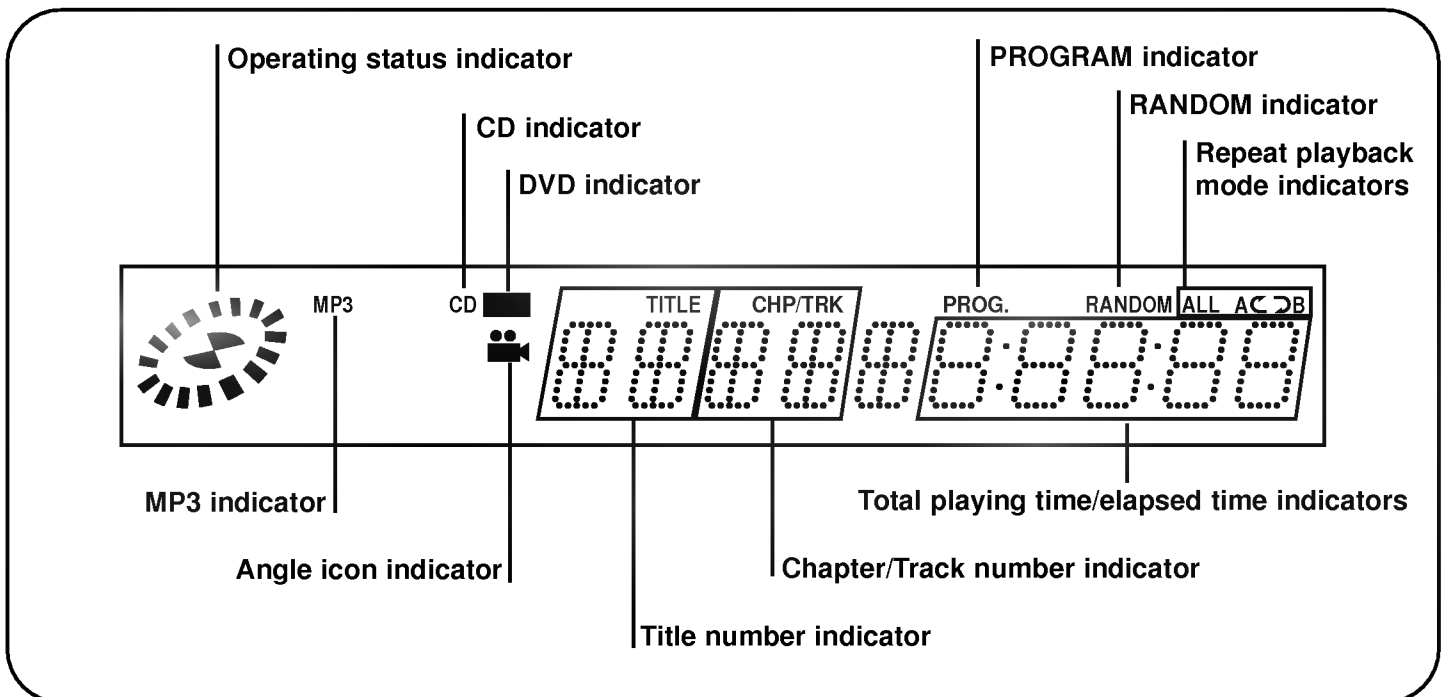 Operating status indicator
PROGRAM indicator
RANDOM indicator
CD indicator
Repeat playback
mode indicators
DVD indicator
MP3
CD
TITLE
CHP/TRK
PROG.
RANDOM
ALL
A B
MP3 indicator
Total playing time/elapsed time indicators
Angle icon indicator
Chapter/Track number indicator
Title number indicator